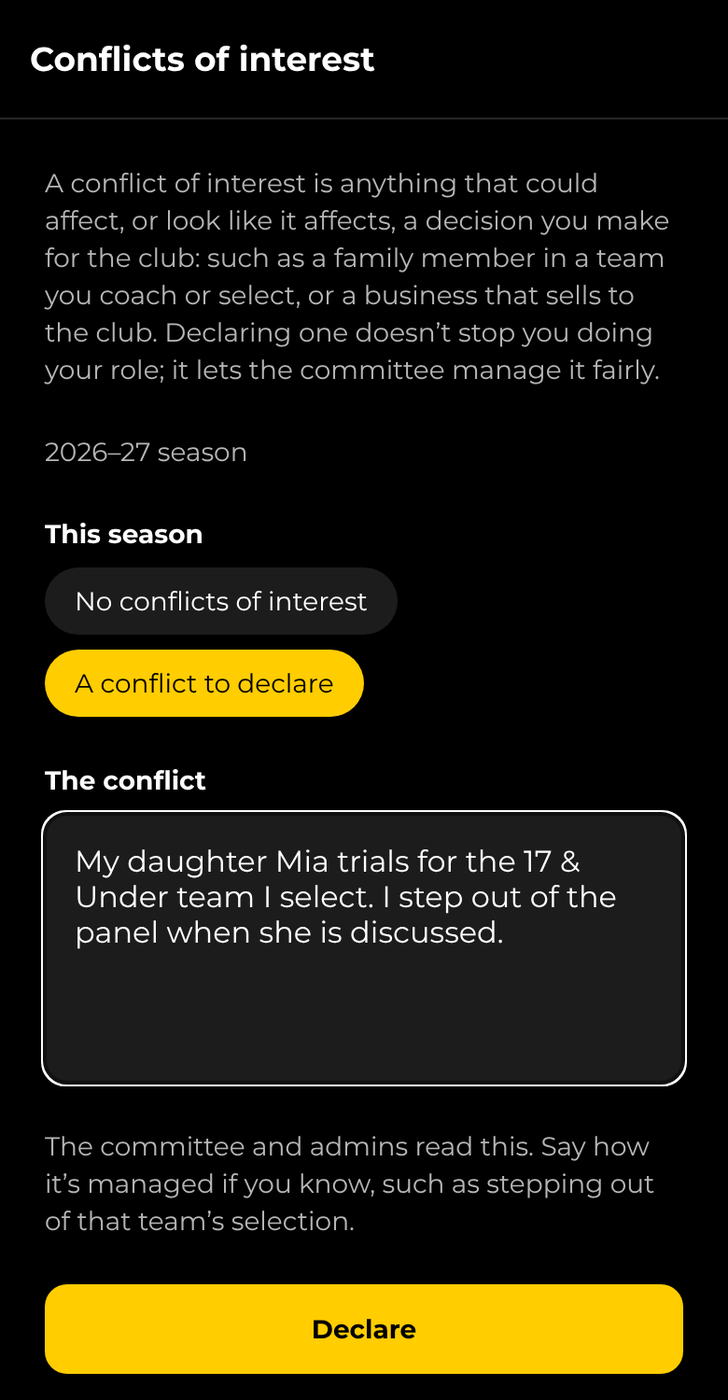 Conflicts of interest
A conflict of interest is anything that could
affect, or look like it affects, a decision you make
for the club: such as a family member in a team
you coach or select, or a business that sells to
the club. Declaring one doesn’t stop you doing
your role; it lets the committee manage it fairly.
2026–27 season
This season
No conflicts of interest
A conflict to declare
The conflict
My daughter Mia trials for the 17 &
Under team I select. I step out of the
panel when she is discussed.
The committee and admins read this. Say how
it’s managed if you know, such as stepping out
of that team’s selection.
Declare